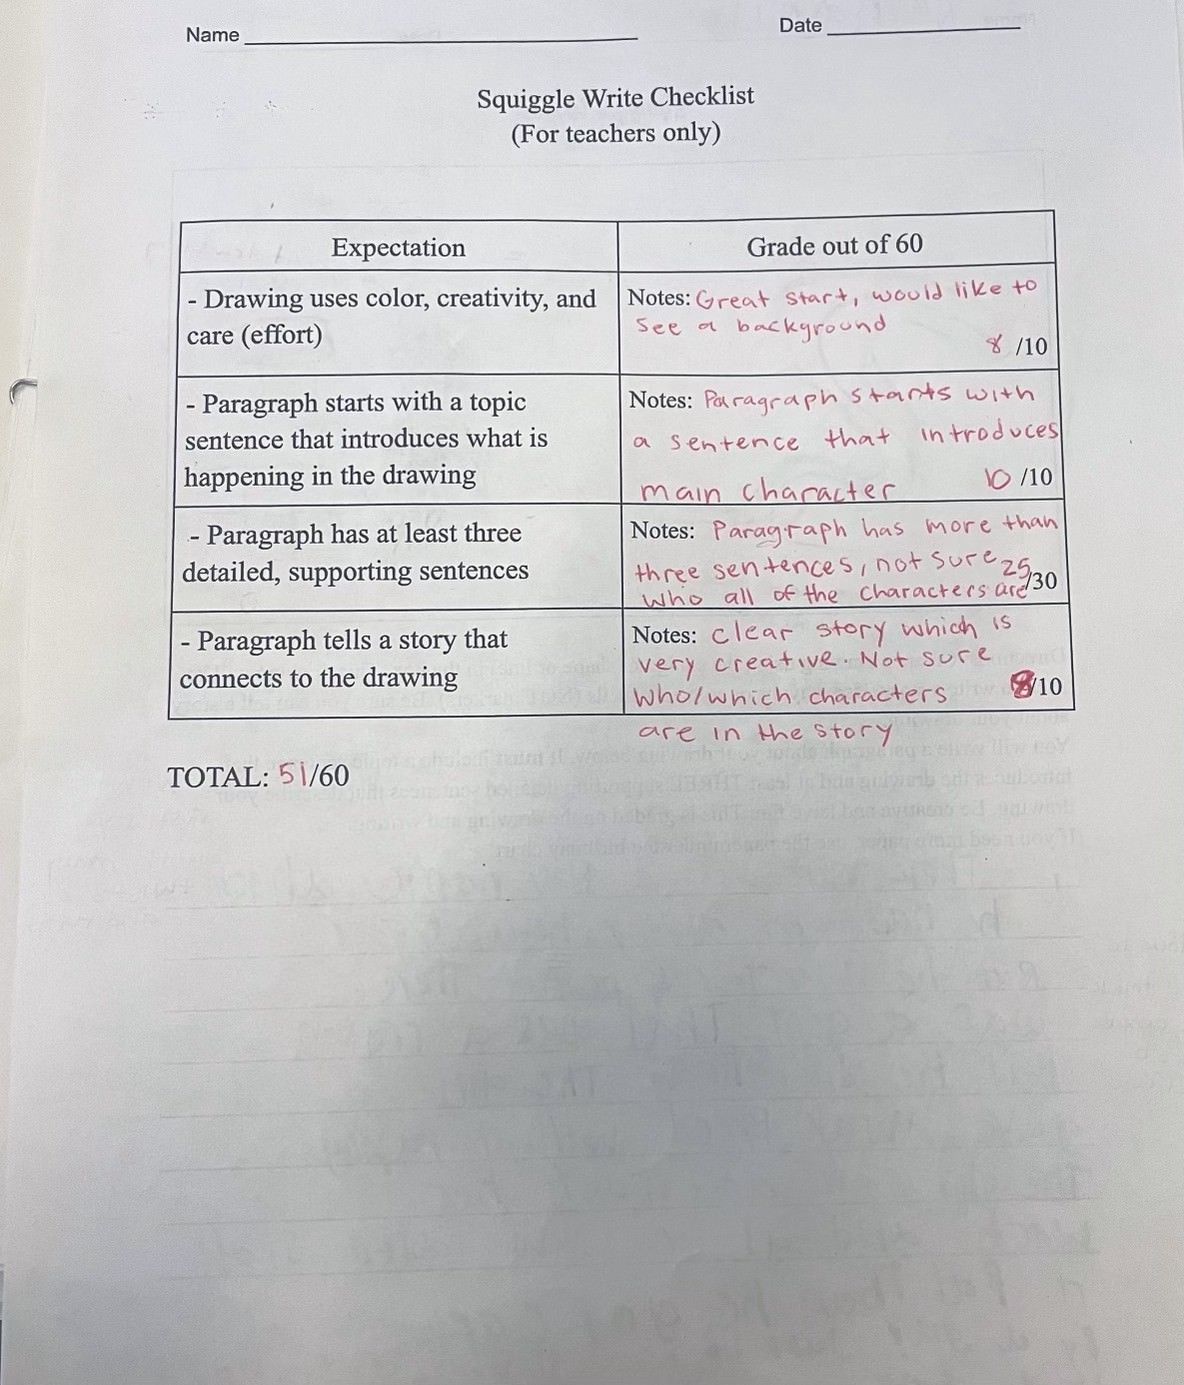 Name
Date
Squiggle Write Checklist
(For teachers only)
Expectation
Grade out of 60
- Drawing uses color, creativity, and
care (effort)
Notes: Great start, would like to
see a background
8 /10
- Paragraph starts with a topic
sentence that introduces what is
happening in the drawing
Notes: Paragraph starts with
a sentence that introduces
main character
10 /10
- Paragraph has at least three
detailed, supporting sentences
Notes: Paragraph has more than
three sentences, not sure
who all of the characters are
25/30
- Paragraph tells a story that
connects to the drawing
Notes: clear story which is
very creative. Not sure
who/which characters
are in the story
8/10
TOTAL: 51/60